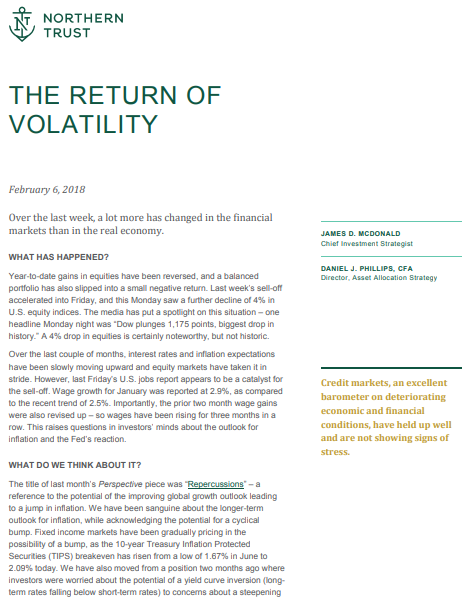 NORTHERN
TRUST
THE RETURN OF
VOLATILITY
February 6, 2018
Over the last week, a lot more has changed in the financial
markets than in the real economy.
WHAT HAS HAPPENED?
Year-to-date gains in equities have been reversed, and a balanced
portfolio has also slipped into a small negative return. Last week's sell-off
accelerated into Friday, and this Monday saw a further decline of 4% in
U.S. equity indices. The media has put a spotlight on this situation – one
headline Monday night was “Dow plunges 1,175 points, biggest drop in
history.” A 4% drop in equities is certainly noteworthy, but not historic.
Over the last couple of months, interest rates and inflation expectations
have been slowly moving upward and equity markets have taken it in
stride. However, last Friday's U.S. jobs report appears to be a catalyst for
the sell-off. Wage growth for January was reported at 2.9%, as compared
to the recent trend of 2.5%. Importantly, the prior two month wage gains
were also revised up – so wages have been rising for three months in a
row. This raises questions in investors' minds about the outlook for
inflation and the Fed's reaction.
WHAT DO WE THINK ABOUT IT?
The title of last month's Perspective piece was “Repercussions” – a
reference to the potential of the improving global growth outlook leading
to a jump in inflation. We have been sanguine about the longer-term
outlook for inflation, while acknowledging the potential for a cyclical
bump. Fixed income markets have been gradually pricing in the
possibility of a bump, as the 10-year Treasury Inflation Protected
Securities (TIPS) breakeven has risen from a low of 1.67% in June to
2.09% today. We have also moved from a position two months ago where
investors were worried about the potential of a yield curve inversion (long-
term rates falling below short-term rates) to concerns about a steepening
JAMES D. MCDONALD
Chief Investment Strategist
DANIEL J. PHILLIPS, CFA
Director, Asset Allocation Strategy
Credit markets, an excellent
barometer on deteriorating
economic and financial
conditions, have held up well
and are not showing signs of
stress.